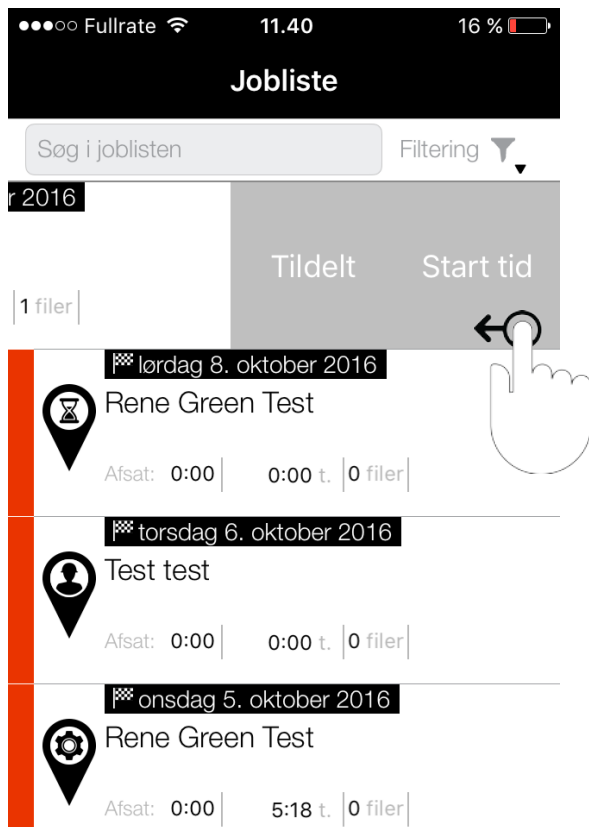 Fullrate 11.40 16 %
Jobliste
Søg i joblisten Filtering
r 2016
Tildelt Start tid
1 filer
lørdag 8. oktober 2016
Rene Green Test
Afsat: 0:00 0:00 t. 0 filer
torsdag 6. oktober 2016
Test test
Afsat: 0:00 0:00 t. 0 filer
onsdag 5. oktober 2016
Rene Green Test
Afsat: 0:00 5:18 t. 0 filer